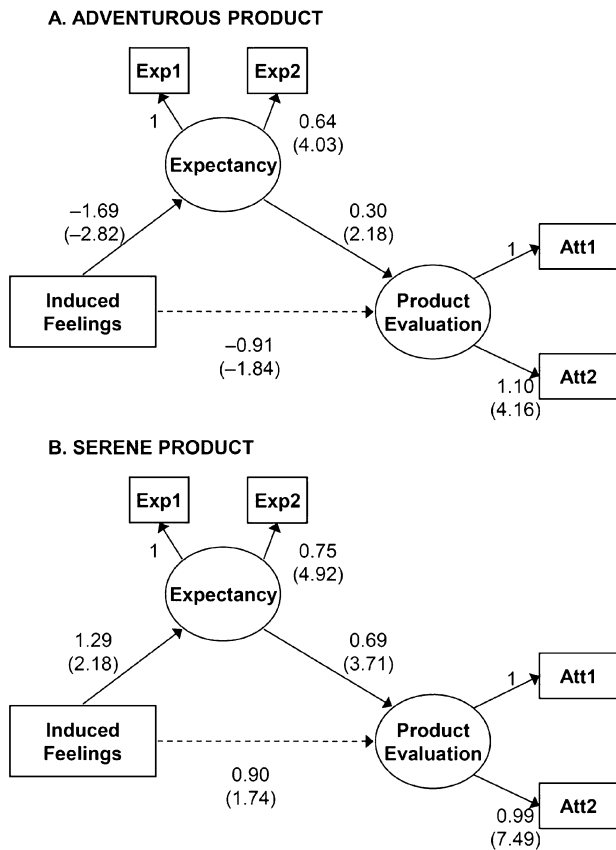 A. ADVENTUROUS PRODUCT
Exp1
Exp2
1
0.64
(4.03)
Expectancy
–1.69
(–2.82)
0.30
(2.18)
1
Att1
Induced
Feelings
Product
Evaluation
–0.91
(–1.84)
Att2
1.10
(4.16)
B. SERENE PRODUCT
Exp1
Exp2
1
0.75
(4.92)
Expectancy
1.29
(2.18)
0.69
(3.71)
1
Att1
Induced
Feelings
Product
Evaluation
0.90
(1.74)
Att2
0.99
(7.49)